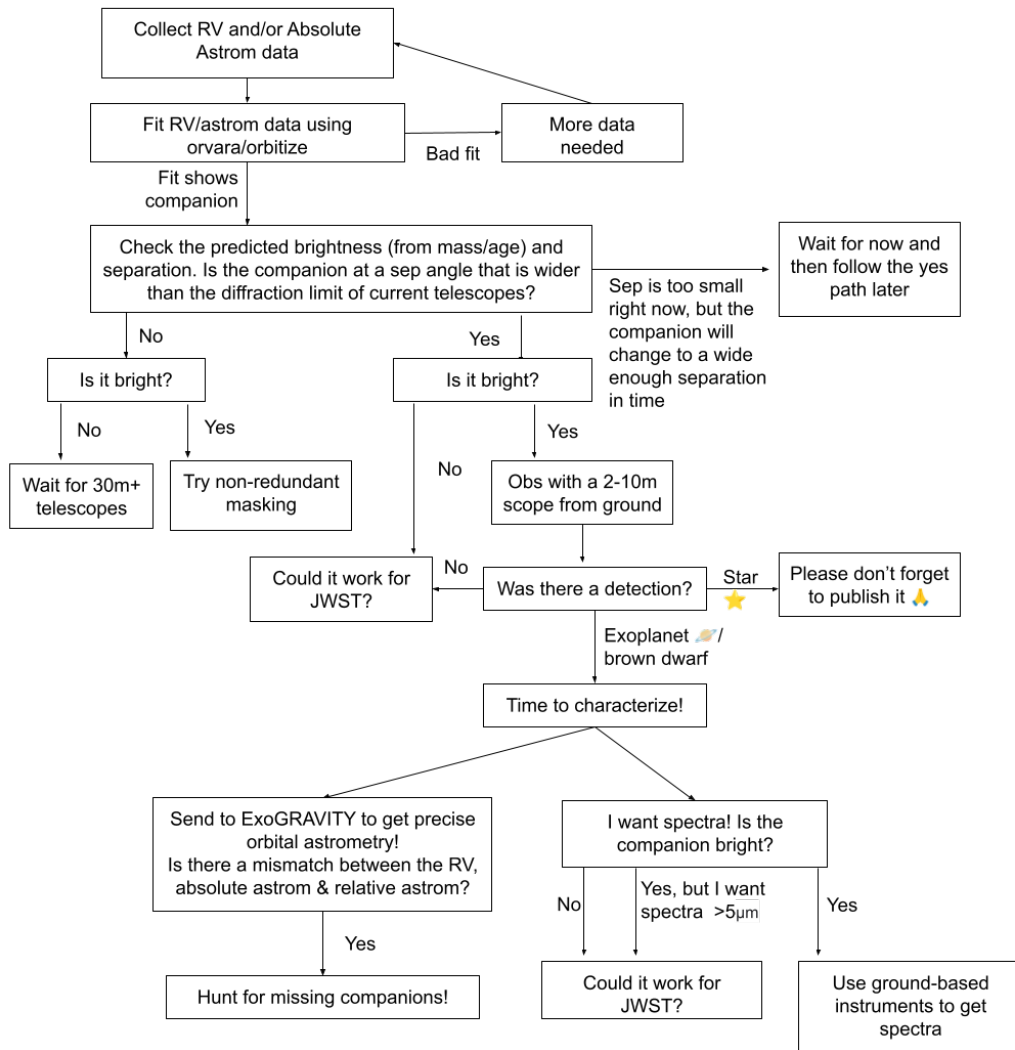 Collect RV and/or Absolute
Astrom data
Fit RV/astrom data using
orvara/orbitize
Bad fit
More data
needed
Fit shows
companion
Check the predicted brightness (from mass/age) and
separation. Is the companion at a sep angle that is wider
than the diffraction limit of current telescopes?
Sep is too small
right now, but the
companion will
change to a wide
enough separation
in time
Wait for now and
then follow the yes
path later
No
Yes
Is it bright?
Is it bright?
No
Yes
No
Yes
Wait for 30m+
telescopes
Try non-redundant
masking
Obs with a 2-10m
scope from ground
Could it work for
JWST?
No
Was there a detection?
Star
⭐
Please don’t forget
to publish it 🙏
Exoplanet 🪐/
brown dwarf
Time to characterize!
Send to ExoGRAVITY to get precise
orbital astrometry!
Is there a mismatch between the RV,
absolute astrom & relative astrom?
I want spectra! Is the
companion bright?
Yes
No
Yes, but I want
spectra >5μm
Yes
Hunt for missing companions!
Could it work for
JWST?
Use ground-based
instruments to get
spectra